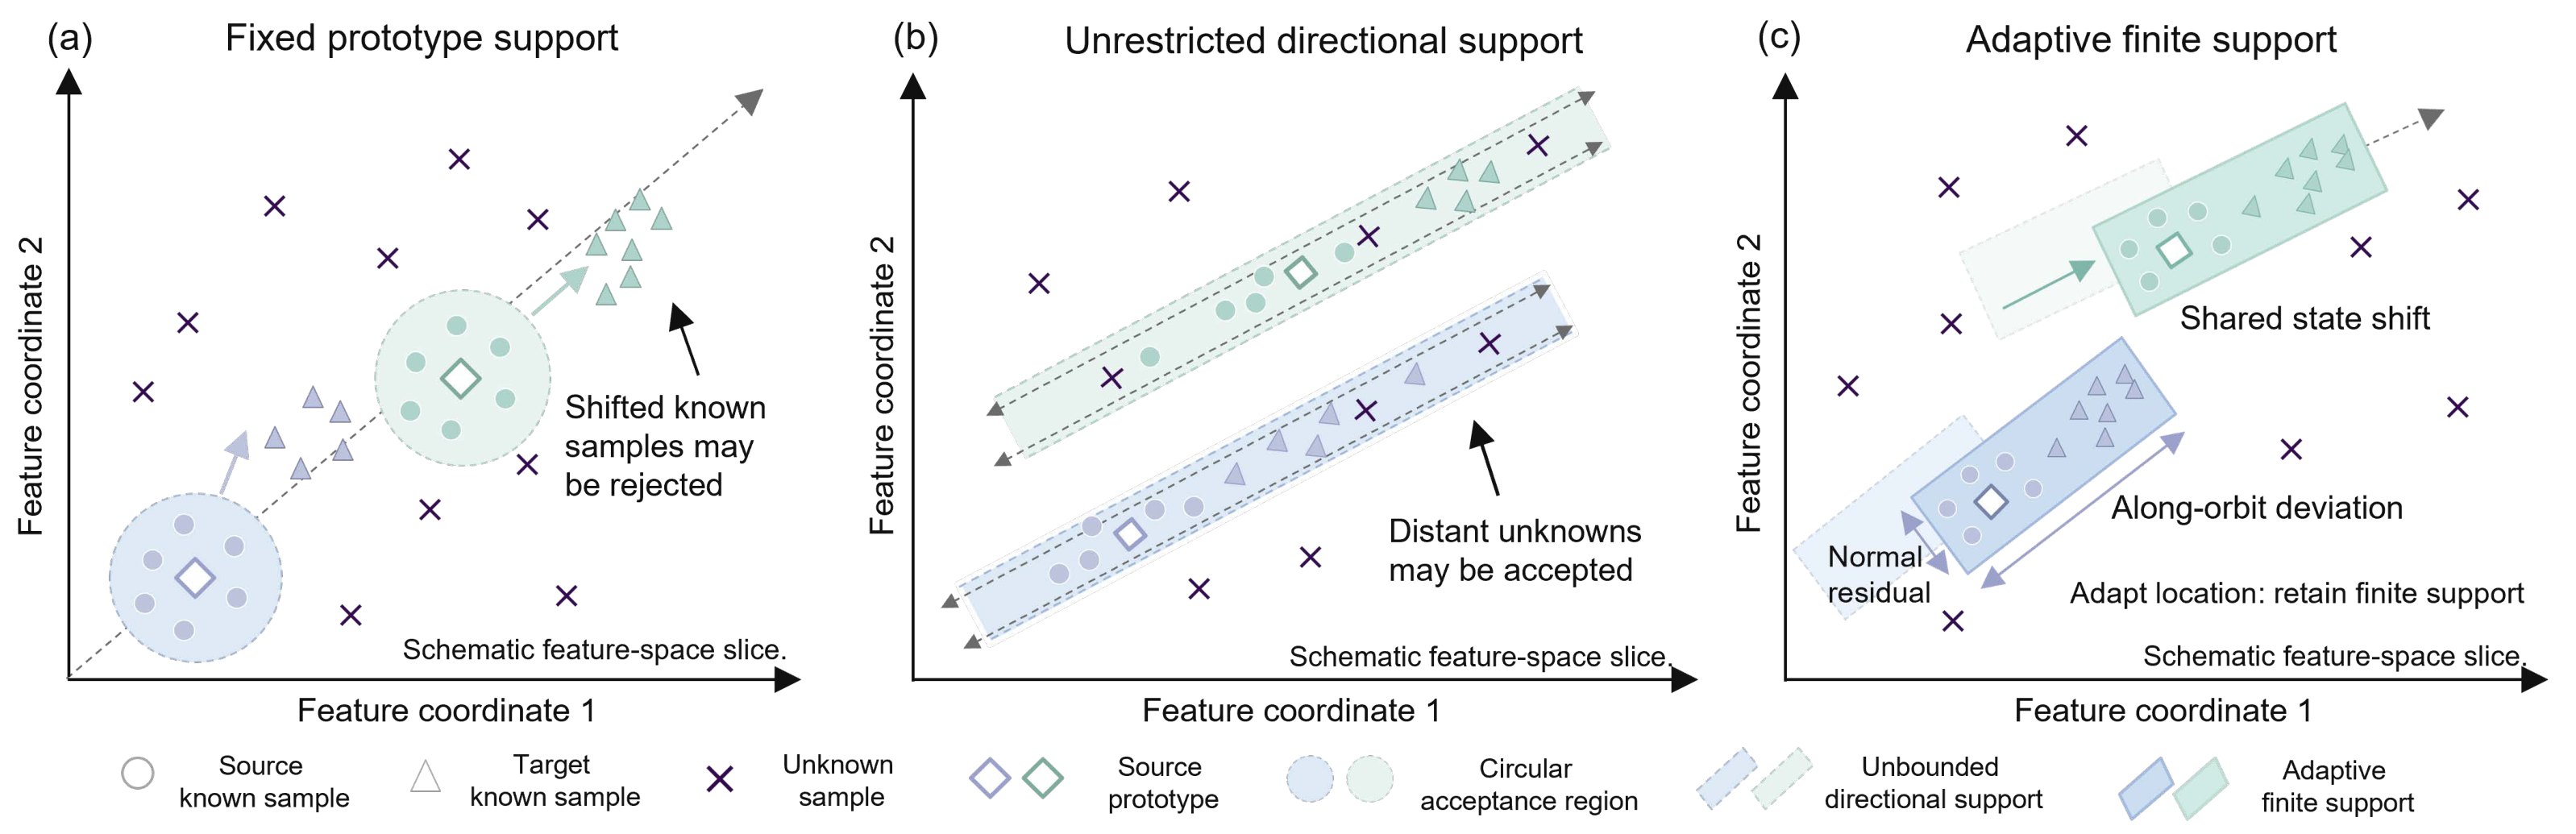 (a)
Fixed prototype support
Feature coordinate 2
Shifted known
samples may
be rejected
Schematic feature-space slice.
Feature coordinate 1
(b)
Unrestricted directional support
Feature coordinate 2
Distant unknowns
may be accepted
Schematic feature-space slice.
Feature coordinate 1
(c)
Adaptive finite support
Feature coordinate 2
Shared state shift
Along-orbit deviation
Normal
residual
Adapt location: retain finite support
Schematic feature-space slice.
Feature coordinate 1
Source
known sample
Target
known sample
Unknown
sample
Source
prototype
Circular
acceptance region
Unbounded
directional support
Adaptive
finite support